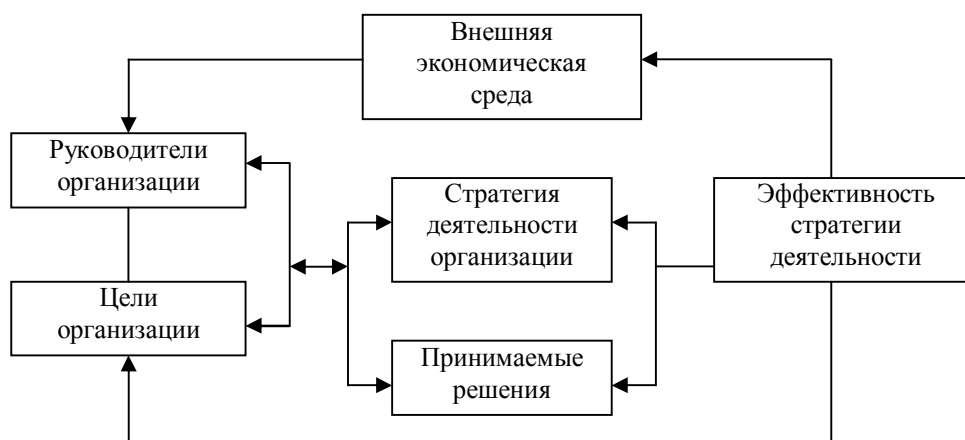 Внешняя
экономическая
среда
Руководители
организации
Стратегия
деятельности
организации
Эффективность
стратегии
деятельности
Цели
организации
Принимаемые
решения